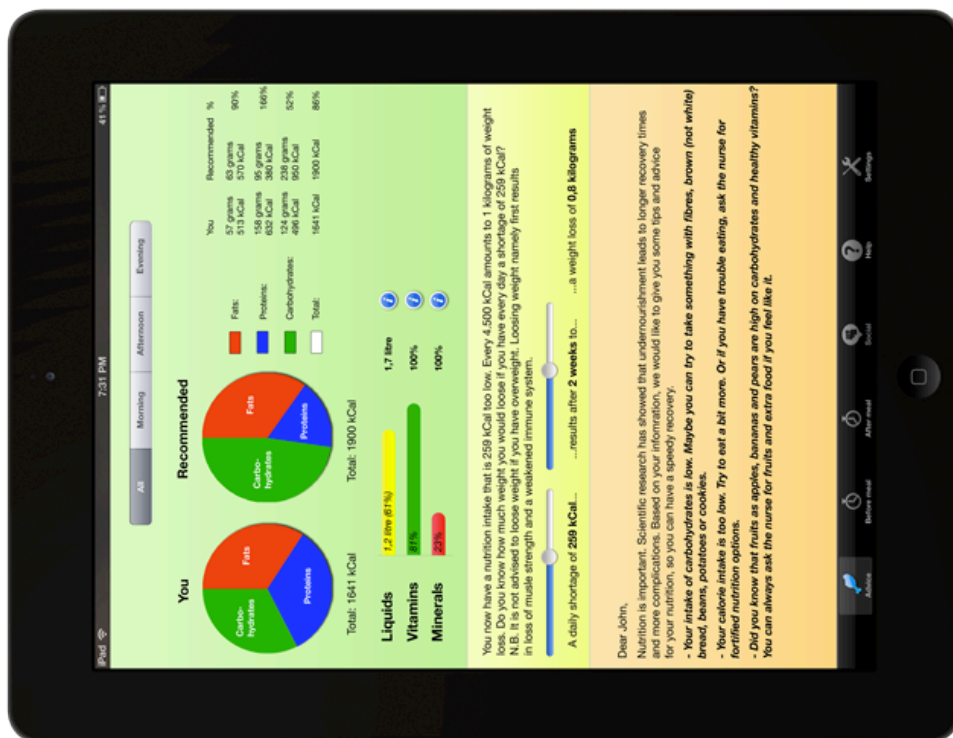 iPad
7:31 PM
41 %
All
Morning
Afternoon
Evening
You
Recommended
Carbo-
hydrates
Fats
Proteins
Carbo-
hydrates
Fats
Proteins
Total: 1641 kCal
Total: 1900 kCal
You Recommended %
Fats: 57 grams 63 grams 90%
513 kCal 570 kCal
Proteins: 158 grams 95 grams 166%
632 kCal 380 kCal
Carbohydrates: 124 grams 238 grams 52%
496 kCal 950 kCal
Total: 1641 kCal 1900 kCal 86%
Liquids 1,2 litre (61%) 1,7 litre
Vitamins 81% 100%
Minerals 23% 100%
You now have a nutrition intake that is 259 kCal too low. Every 4.500 kCal amounts to 1 kilograms of weight
loss. Do you know how much weight you would loose if you have every day a shortage of 259 kCal?
N.B. It is not advised to loose weight if you have overweight. Loosing weight namely first results
in loss of musle strength and a weakened immune system.
A daily shortage of 259 kCal... ...results after 2 weeks to... ...a weight loss of 0,8 kilograms
Dear John,
Nutrition is important. Scientific research has showed that undernourishment leads to longer recovery times
and more complications. Based on your infomration, we would like to give you some tips and advice
for your nutrition, so you can have a speedy recovery.
- Your intake of carbohydrates is low. Maybe you can try to take something with fibres, brown (not white)
bread, beans, potatoes or cookies.
- Your calorie intake is too low. Try to eat a bit more. Or if you have trouble eating, ask the nurse for
fortified nutrition options.
- Did you know that fruits as apples, bananas and pears are high on carbohydrates and healthy vitamins?
You can always ask the nurse for fruits and extra food if you feel like it.
Advice
Before meal
After meal
Social
Help
Settings